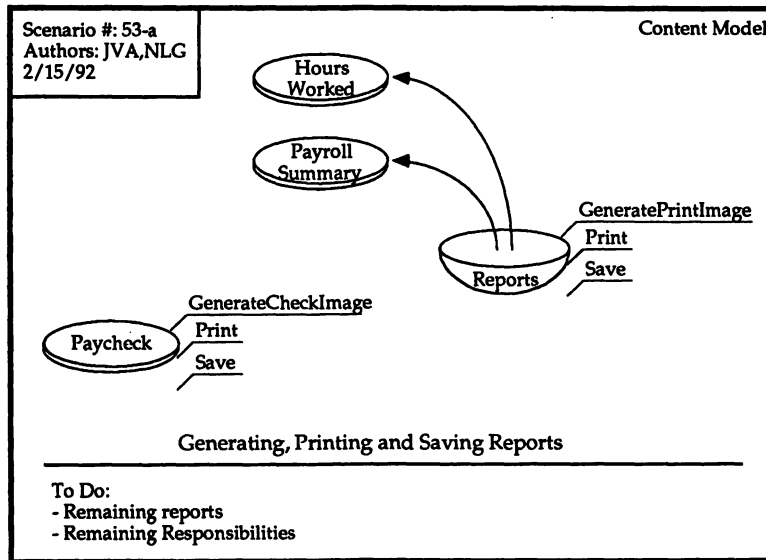 Scenario #: 53-a
Authors: JVA,NLG
2/15/92
Content Model
Hours
Worked
Payroll
Summary
GeneratePrintImage
Print
Reports
Save
GenerateCheckImage
Paycheck
Print
Save
Generating, Printing and Saving Reports
To Do:
- Remaining reports
- Remaining Responsibilities